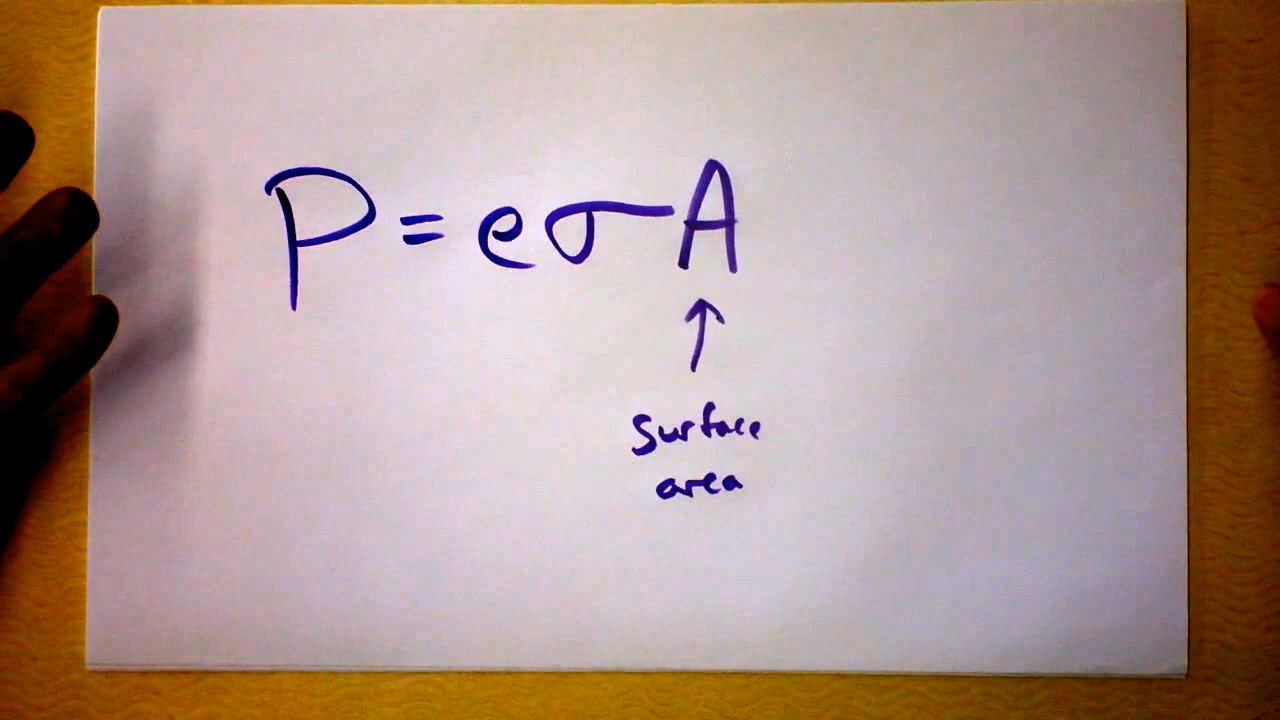 P = eσA
↑
surface
area